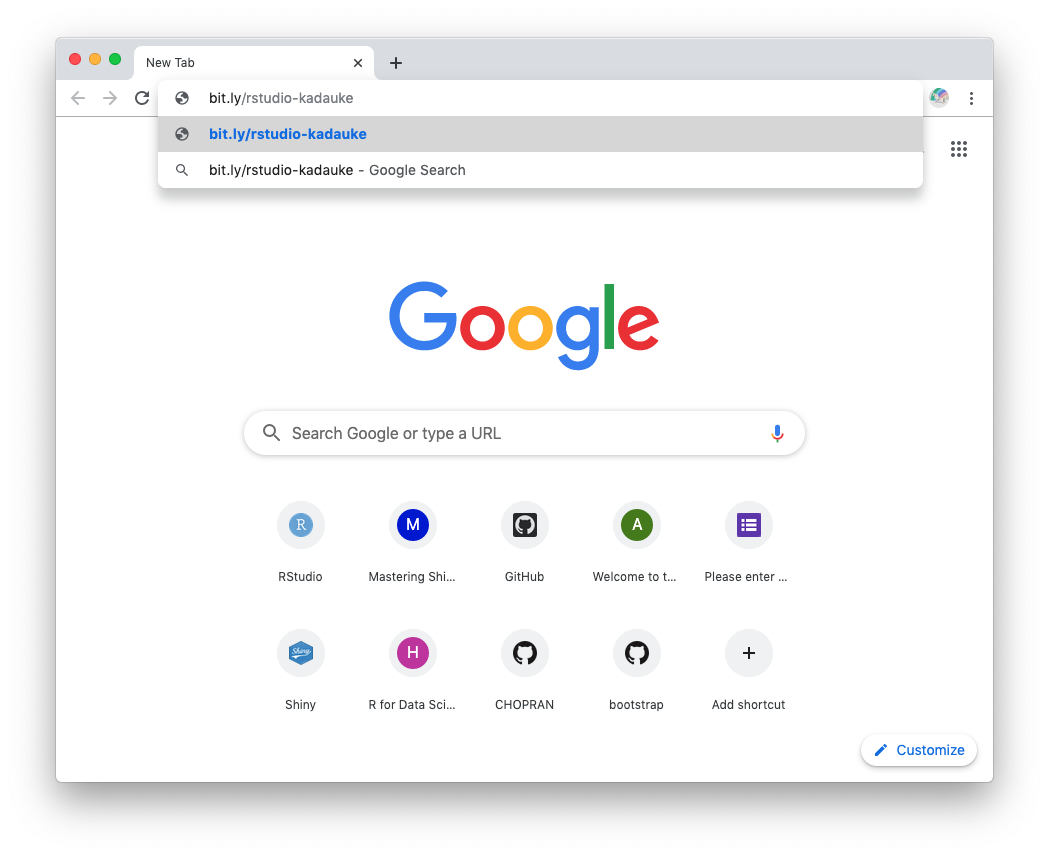 New Tab
bit.ly/rstudio-kadauke
bit.ly/rstudio-kadauke
bit.ly/rstudio-kadauke - Google Search
Google
Search Google or type a URL
R M A
RStudio Mastering Shi... GitHub Welcome to t... Please enter ...
Shiny H
Shiny R for Data Sci... CHOPRAN bootstrap Add shortcut
Customize